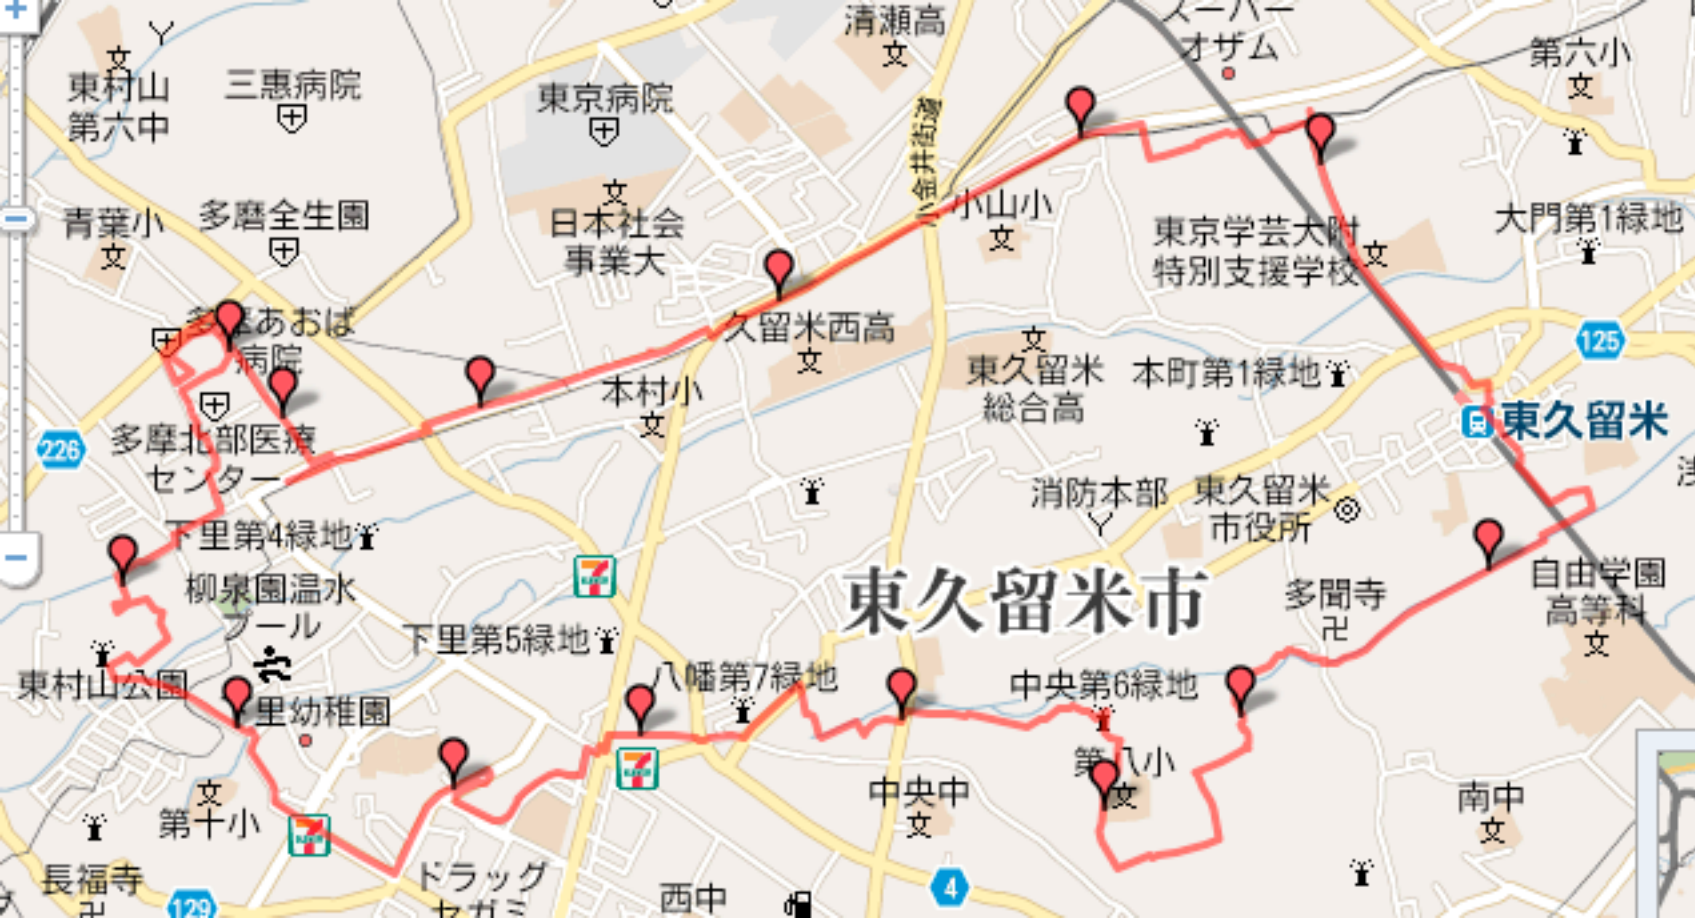 清瀬高
スーパー
オザム
第六小
東村山
第六中
三恵病院
東京病院
小金井街道
青葉小
多磨全生園
日本社会
事業大
小山小
東京学芸大附
特別支援学校
大門第1緑地
多摩あおば
病院
久留米西高
125
本村小
東久留米
総合高
本町第1緑地
東久留米
226
多摩北部医療
センター
消防本部
東久留米
市役所
下里第4緑地
柳泉園温水
プール
東久留米市
多聞寺
自由学園
高等科
下里第5緑地
東村山公園
八幡第7緑地
中央第6緑地
里幼稚園
第八小
第十小
中央中
南中
長福寺
129
ドラッグ
セガミ
西中
4